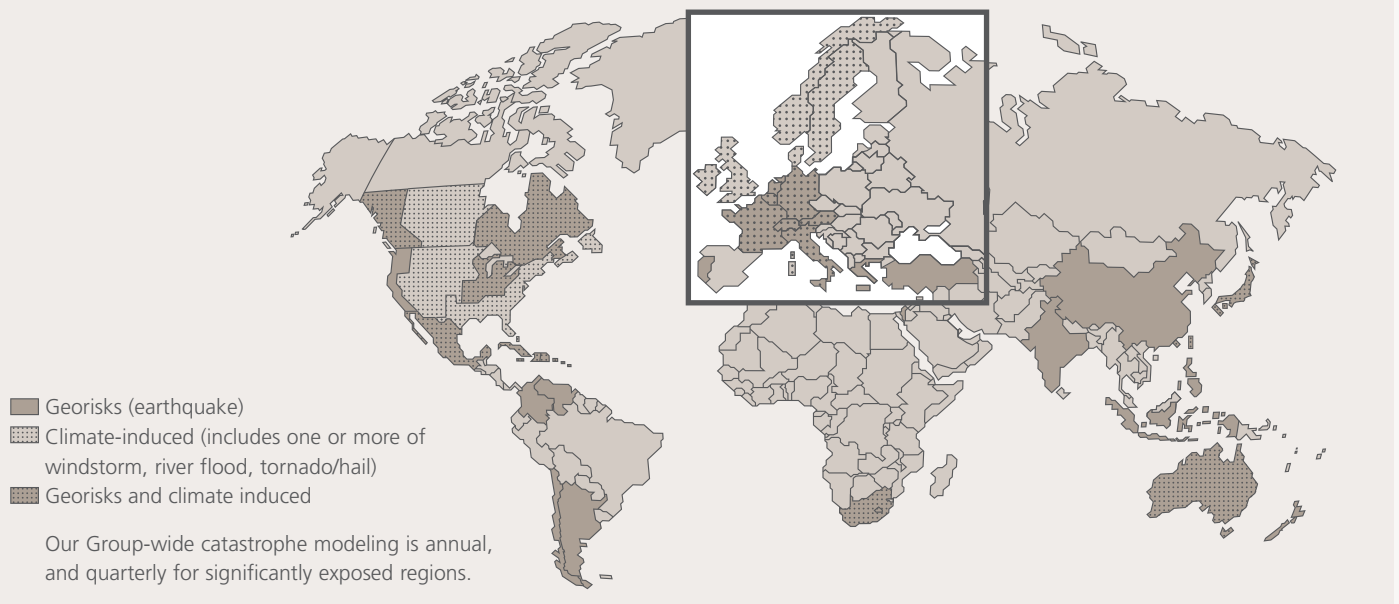 Georisks (earthquake)
Climate-induced (includes one or more of
windstorm, river flood, tornado/hail)
Georisks and climate induced
Our Group-wide catastrophe modeling is annual,
and quarterly for significantly exposed regions.